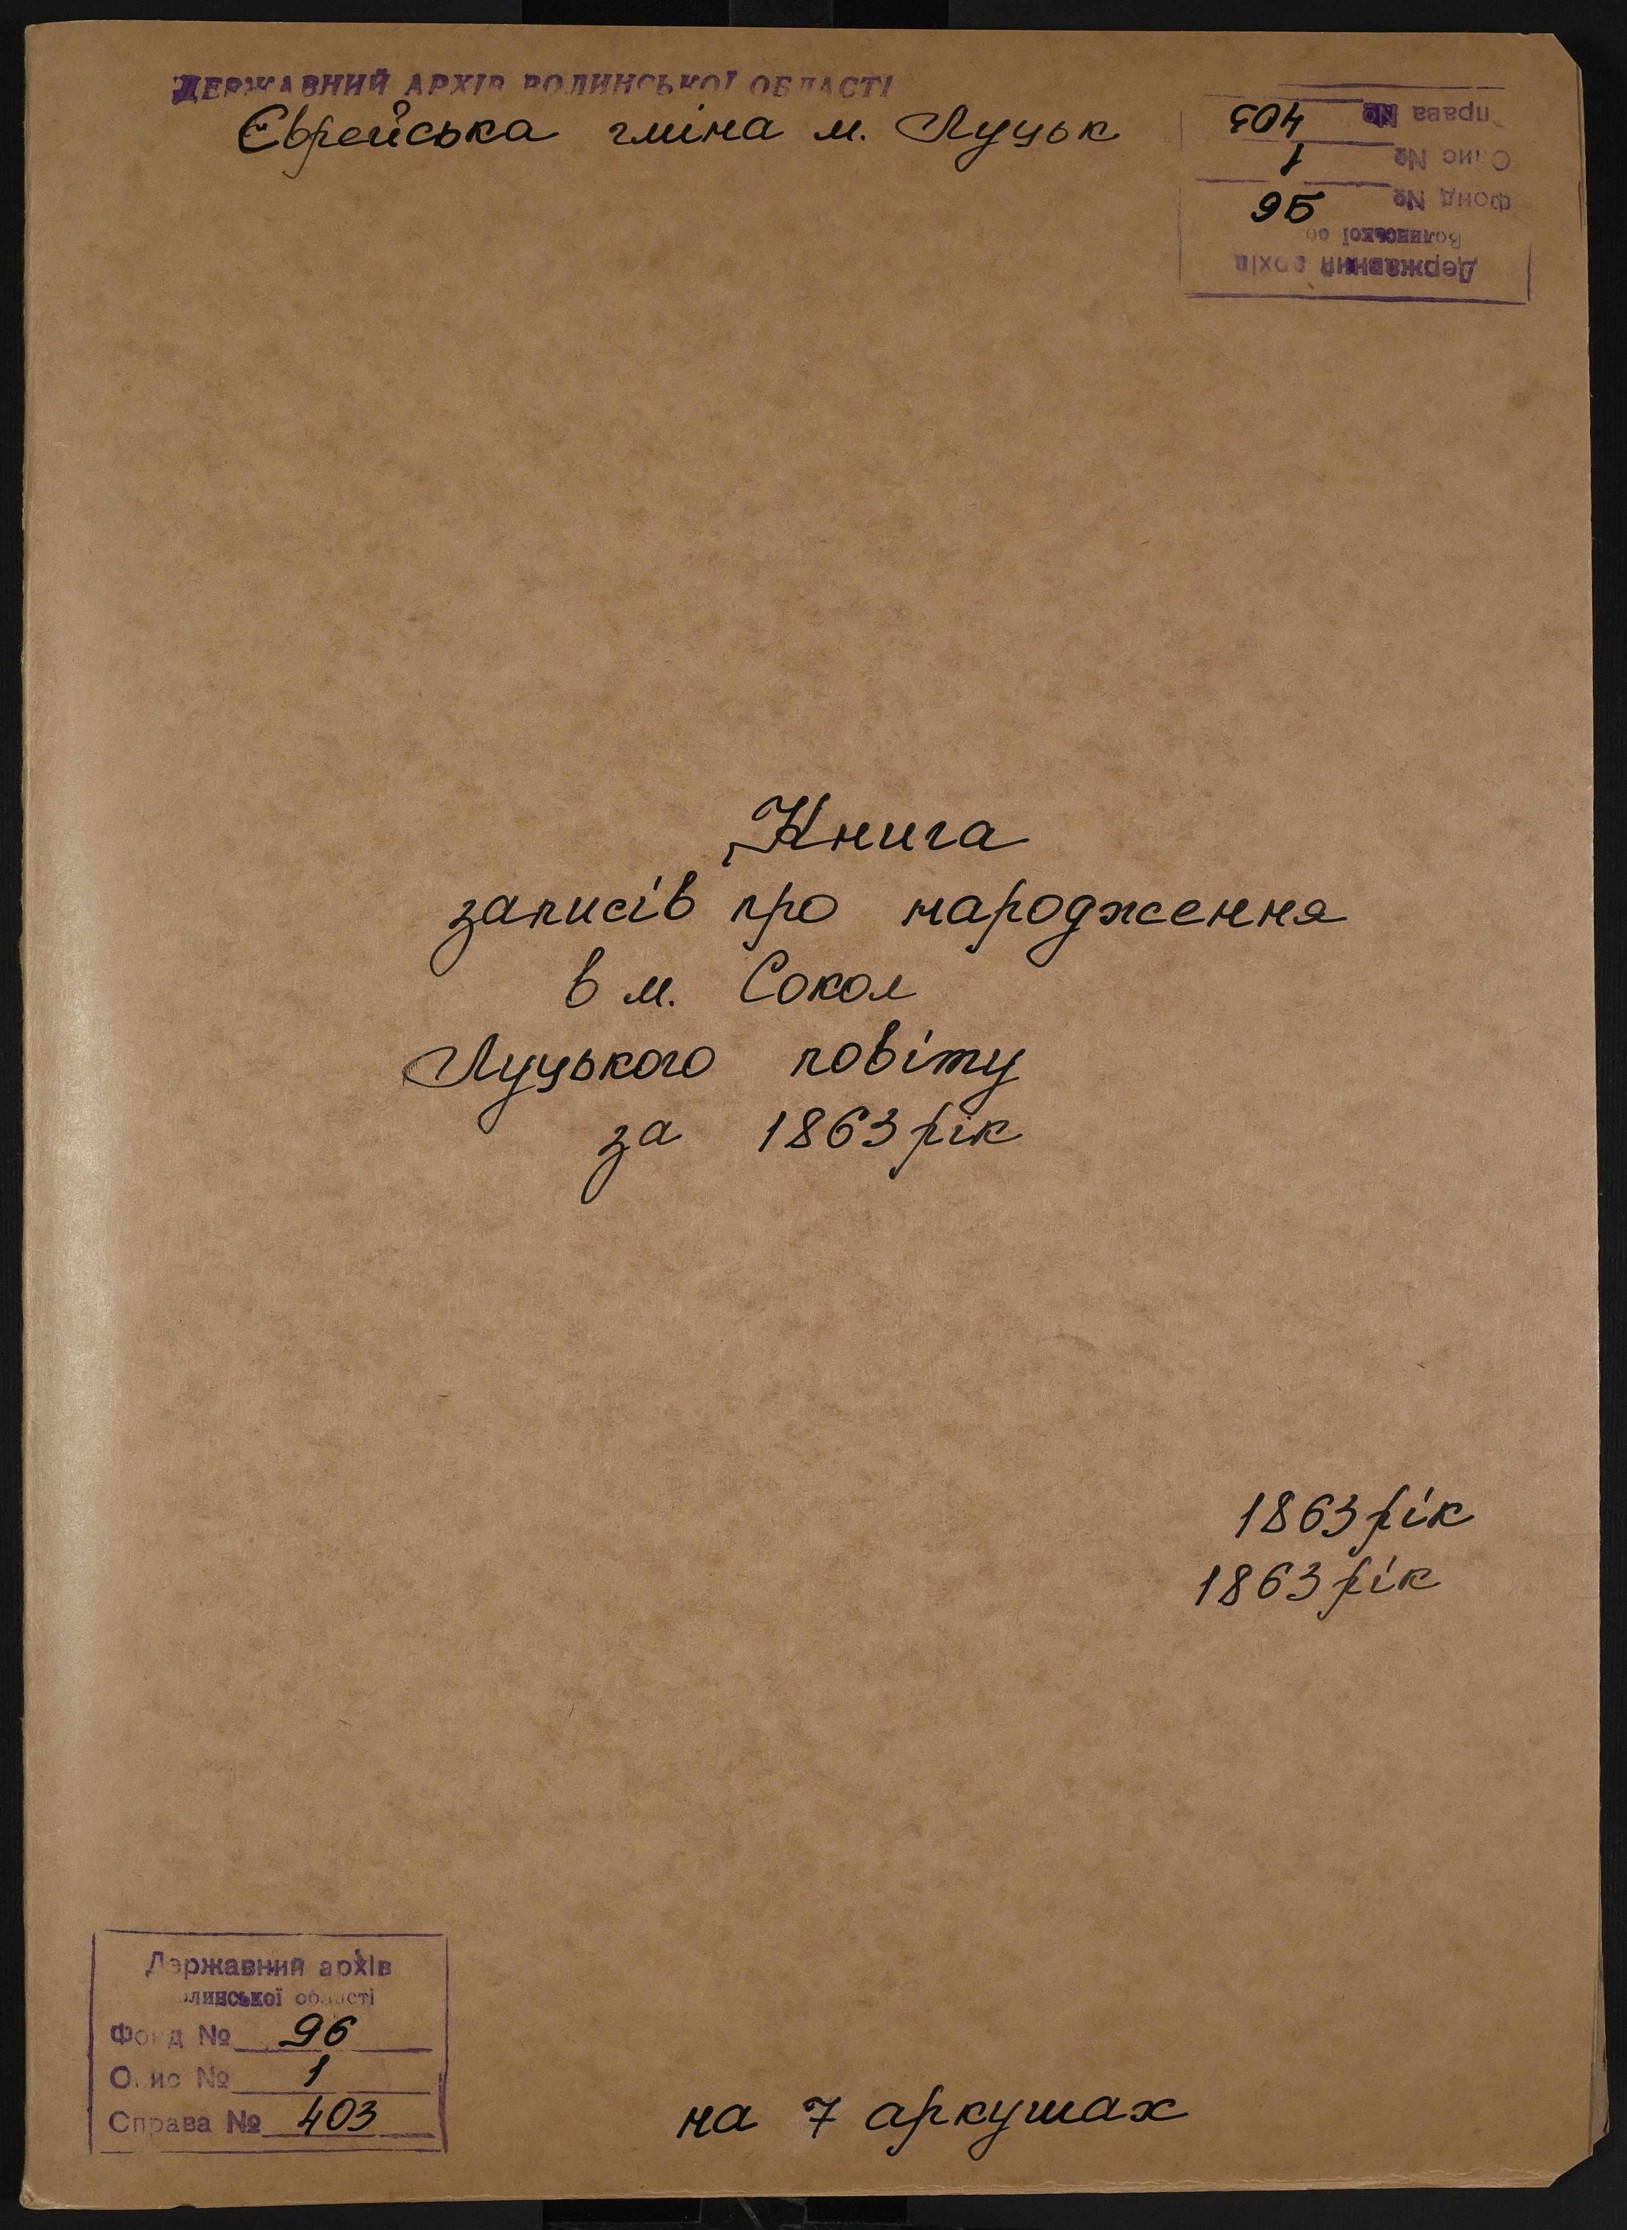 ДЕРЖАВНИЙ АРХІВ ВОЛИНСЬКОЇ ОБЛАСТІ
Єврейська гміна м. Луцьк
Державний архів
Волинської об
Фонд № 96
Опис № 1
Справа № 403
Книга
записів про народження
в м. Сокол
Луцького повіту
за 1863 рік
1863 рік
1863 рік
Державний архів
Волинської області
Фонд № 96
Опис № 1
Справа № 403
на 7 аркушах